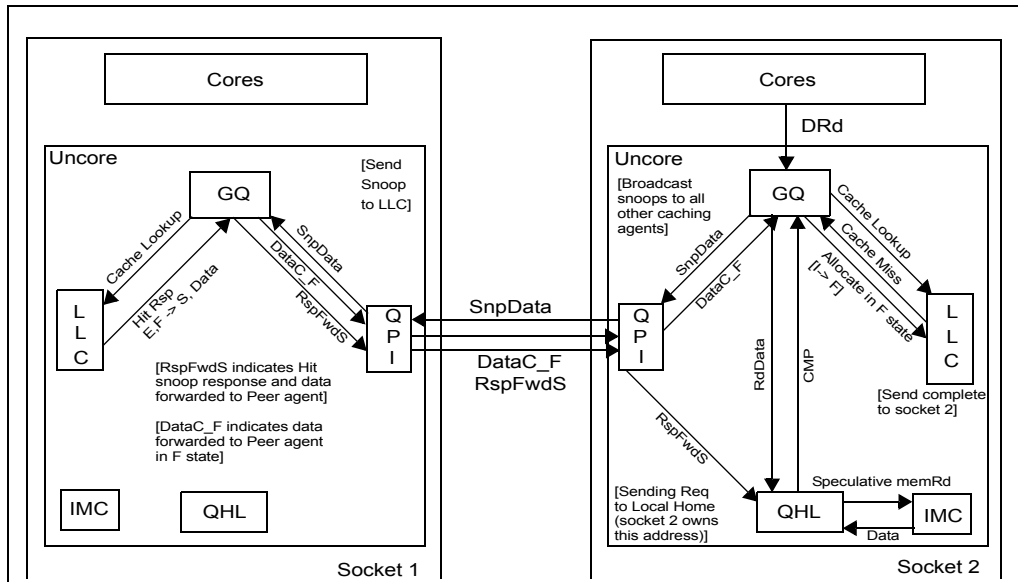 Cores
Uncore
[Send
Snoop
to LLC]
GQ
Cache Lookup
Hit Rsp
E,F -> S, Data
SnpData
DataC_F
RspFwdS
L
L
C
Q
P
I
[RspFwdS indicates Hit
snoop response and data
forwarded to Peer agent]
[DataC_F indicates data
forwarded to Peer agent
in F state]
IMC
QHL
Socket 1
SnpData
DataC_F
RspFwdS
Cores
DRd
Uncore
[Broadcast
snoops to all
other caching
agents]
GQ
SnpData
DataC_F
Cache Lookup
Cache Miss
Allocate in F state
[I-> F]
Q
P
I
L
L
C
RdData
CMP
[Send complete
to socket 2]
RspFwdS
[Sending Req
to Local Home
(socket 2 owns
this address)]
Speculative memRd
QHL
IMC
Data
Socket 2